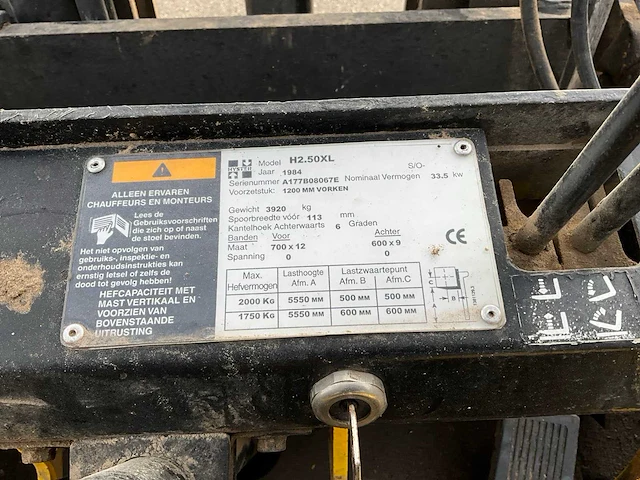 ALLEEN ERVAREN
CHAUFFEURS EN MONTEURS
Lees de
Gebruiksvoorschriften
die zich op/naast
de stoel bevinden.
Het niet opvolgen van
gebruiks-, inspektie- en
onderhoudsinstrukties kan
ernstig letsel of zelfs de
dood tot gevolg hebben!
HEFCAPACITEIT MET
MAST VERTIKAAL EN
VOORZIEN VAN
BOVENSTAANDE
UITRUSTING
HYSTER
Model H2.50XL
Jaar 1984 S/O-
Serienummer A177B08067E Nominaal Vermogen 33.5 kw
Voorzetstuk: 1200 MM VORKEN
Gewicht 3920 kg
Spoorbreedte vóór 113 mm
Kantelhoek Achterwaarts 6 Graden
Banden Voor Achter
Maat 700 x 12 600 x 9
Spanning 0 0
CE
Max. Hefvermogen Lasthoogte Afm. A Lastzwaartepunt Afm. B Afm. C
2000 KG 5550 MM 500 MM 500 MM
1750 KG 5550 MM 600 MM 600 MM
C
B